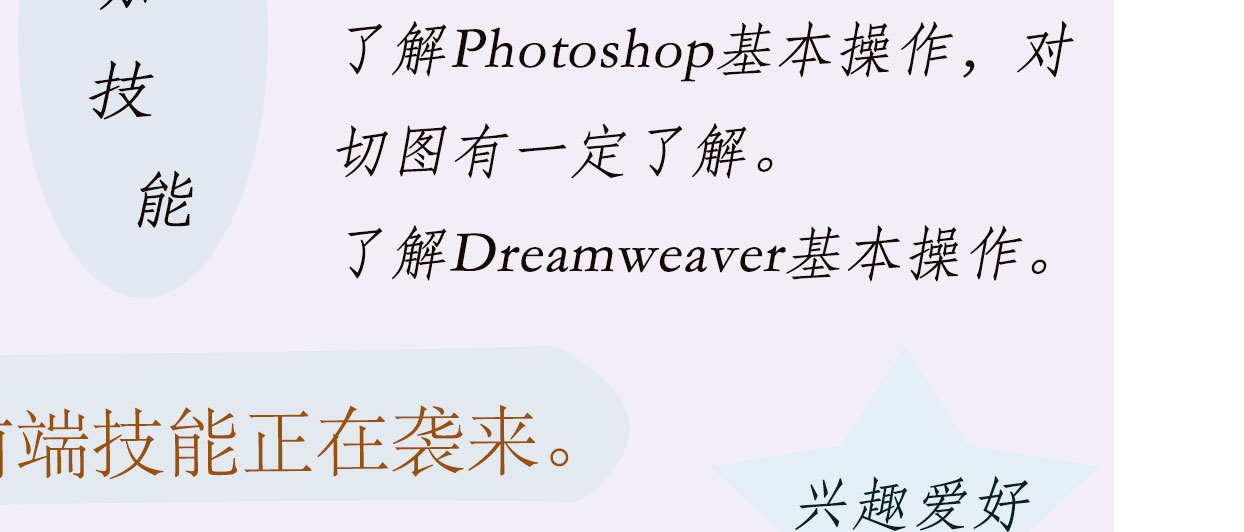 技
能
了解Photoshop基本操作，对
切图有一定了解。
了解Dreamweaver基本操作。
端技能正在袭来。
兴趣爱好